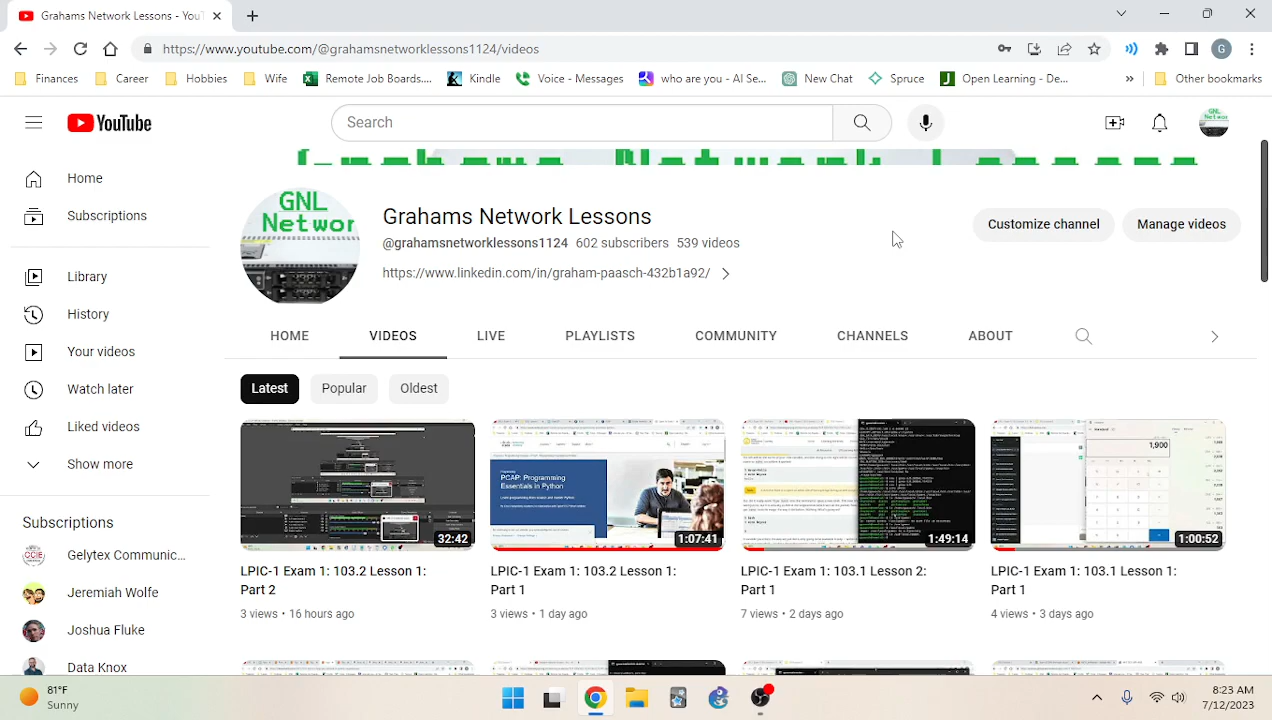 Grahams Network Lessons - YouT
https://www.youtube.com/@grahamsnetworklessons1124/videos
G
Finances
Career
Hobbies
Wife
Remote Job Boards....
Kindle
Voice - Messages
who are you - AI Se...
New Chat
Spruce
Open Learning - De...
»
Other bookmarks
YouTube
Search
Home
Subscriptions
Library
History
Your videos
Watch later
Liked videos
Show more
Subscriptions
Celytex Communic...
Jeremiah Wolfe
Joshua Fluke
Data Knox
GNL
Networ
Grahams Network Lessons
@grahamsnetworklessons1124 602 subscribers 539 videos
https://www.linkedin.com/in/graham-paasch-432b1a92/
Customize channel
Manage videos
HOME
VIDEOS
LIVE
PLAYLISTS
COMMUNITY
CHANNELS
ABOUT
Latest
Popular
Oldest
32:42
LPIC-1 Exam 1: 103.2 Lesson 1:
Part 2
3 views • 16 hours ago
PCAP: Programming
Essentials in Python
1:07:41
LPIC-1 Exam 1: 103.2 Lesson 1:
Part 1
3 views • 1 day ago
1:49:14
LPIC-1 Exam 1: 103.1 Lesson 2:
Part 1
7 views • 2 days ago
1,900
1:00:52
LPIC-1 Exam 1: 103.1 Lesson 1:
Part 1
4 views • 3 days ago
81°F
Sunny
8:23 AM
7/12/2023